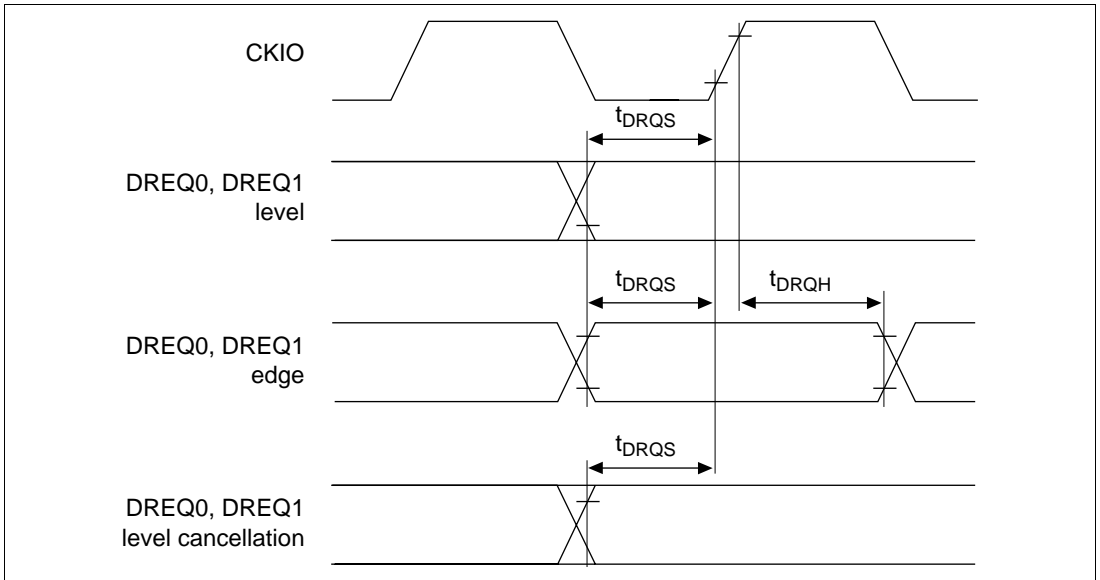 CKIO
tDRQS
DREQ0, DREQ1
level
tDRQS
tDRQH
DREQ0, DREQ1
edge
tDRQS
DREQ0, DREQ1
level cancellation